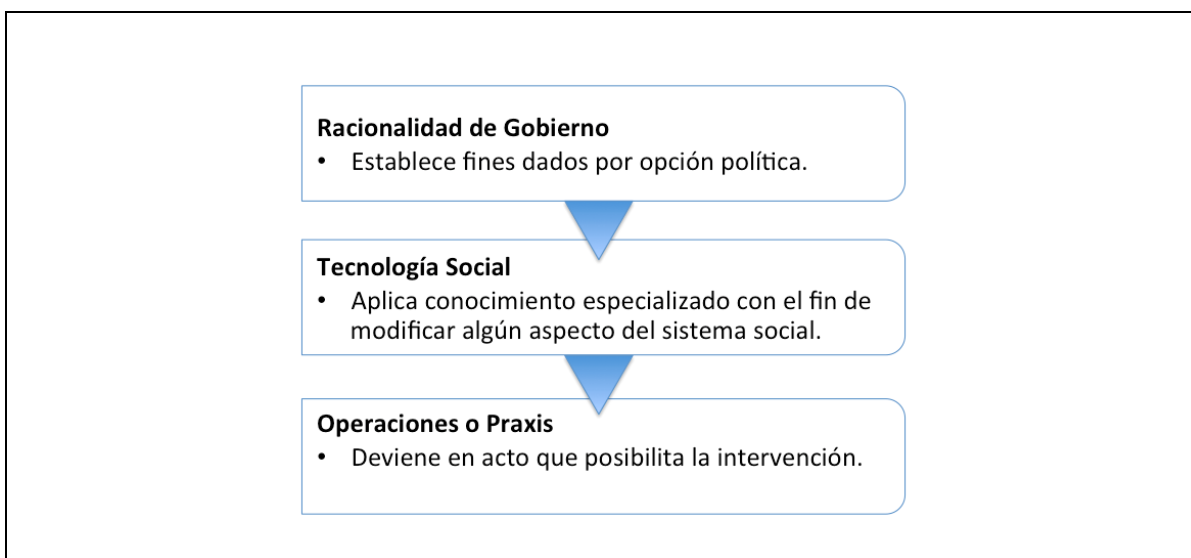 Racionalidad de Gobierno
• Establece fines dados por opción política.
Tecnología Social
• Aplica conocimiento especializado con el fin de
modificar algún aspecto del sistema social.
Operaciones o Praxis
• Deviene en acto que posibilita la intervención.